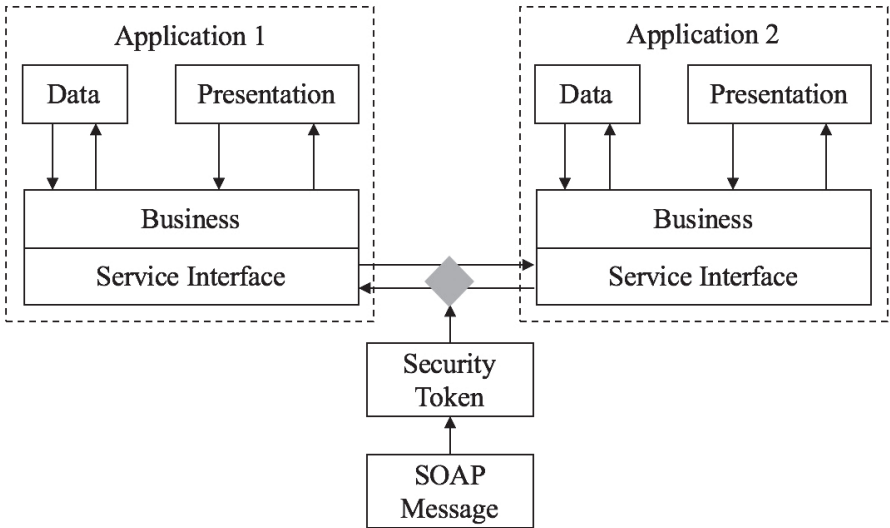 Application 1
Data
Presentation
Business
Service Interface
Application 2
Data
Presentation
Business
Service Interface
Security
Token
SOAP
Message